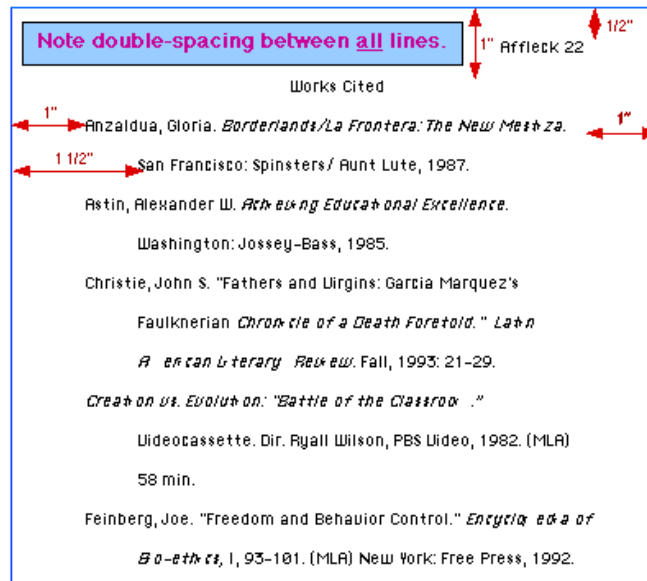 Note double-spacing between all lines.
1/2"
1" Affleck 22
Works Cited
1" Anzaldua, Gloria. Borderlands/La Frontera: The New Mestiza. 1"
1 1/2" San Francisco: Spinsters/ Aunt Lute, 1987.
Astin, Alexander W. Achieving Educational Excellence.
Washington: Jossey-Bass, 1985.
Christie, John S. "Fathers and Virgins: Garcia Marquez's
Faulknerian Chronicle of a Death Foretold." Latin
American Literary Review. Fall, 1993: 21-29.
Creation vs. Evolution: "Battle of the Classroom."
Videocassette. Dir. Ryall Wilson, PBS Video, 1982. (MLA)
58 min.
Feinberg, Joe. "Freedom and Behavior Control." Encyclopedia of
Bio-ethics, I, 93-101. (MLA) New York: Free Press, 1992.